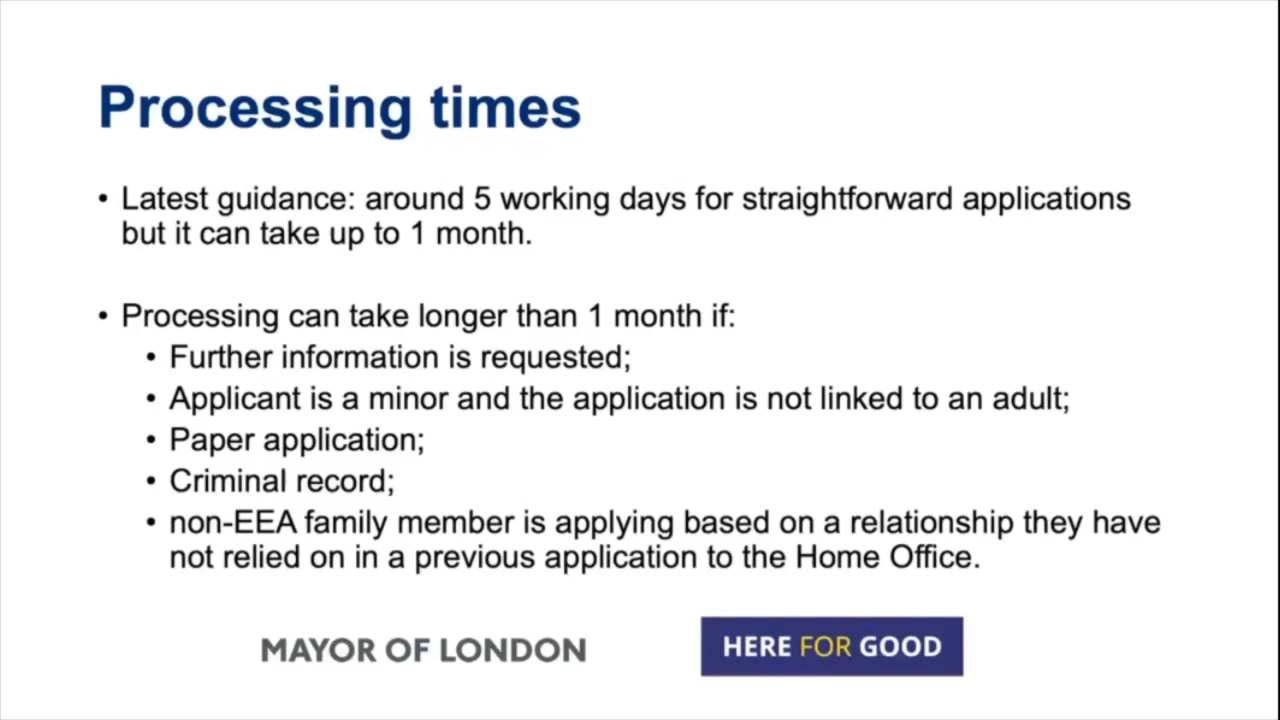 Processing times
• Latest guidance: around 5 working days for straightforward applications
but it can take up to 1 month.
• Processing can take longer than 1 month if:
• Further information is requested;
• Applicant is a minor and the application is not linked to an adult;
• Paper application;
• Criminal record;
• non-EEA family member is applying based on a relationship they have
not relied on in a previous application to the Home Office.
MAYOR OF LONDON
HERE FOR GOOD